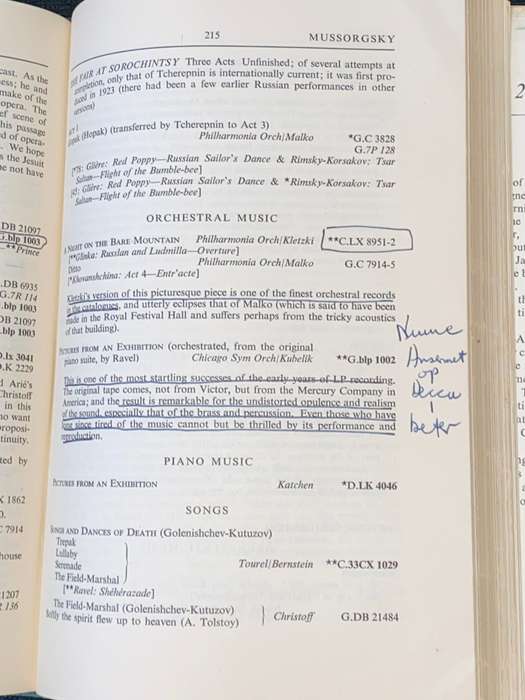 215 MUSSORGSKY
FAIR AT SOROCHINTSY Three Acts Unfinished; of several attempts at
completion, only that of Tcherepnin is internationally current; it was first pro-
duced in 1923 (there had been a few earlier Russian performances in other
versions)
Act 1
Hopak (Hopak) (transferred by Tcherepnin to Act 3)
Philharmonia Orch/Malko *G.C 3828
G.7P 128
[78: Glière: Red Poppy—Russian Sailor's Dance & Rimsky-Korsakov: Tsar
Saltan—Flight of the Bumble-bee]
[45: Glière: Red Poppy—Russian Sailor's Dance & *Rimsky-Korsakov: Tsar
Saltan—Flight of the Bumble-bee]
ORCHESTRAL MUSIC
NIGHT ON THE BARE MOUNTAIN Philharmonia Orch/Kletzki **C.LX 8951-2
[**Glinka: Russlan and Ludmilla—Overture]
Ditto Philharmonia Orch/Malko G.C 7914-5
[*Khovanshchina: Act 4—Entr'acte]
Kletzki's version of this picturesque piece is one of the finest orchestral records
in the catalogues, and utterly eclipses that of Malko (which is said to have been
made in the Royal Festival Hall and suffers perhaps from the tricky acoustics
of that building).
PICTURES FROM AN EXHIBITION (orchestrated, from the original
piano suite, by Ravel) Chicago Sym Orch/Kubelik **G.blp 1002
This is one of the most startling successes of the early years of LP recording.
The original tape comes, not from Victor, but from the Mercury Company in
America; and the result is remarkable for the undistorted opulence and realism
of the sound, especially that of the brass and percussion. Even those who have
long since tired of the music cannot but be thrilled by its performance and
reproduction.
Ansermet
op
Decca
beter
PIANO MUSIC
PICTURES FROM AN EXHIBITION Katchen *D.LK 4046
SONGS
SONGS AND DANCES OF DEATH (Golenishchev-Kutuzov)
Trepak
Lullaby
Serenade Tourel/Bernstein **C.33CX 1029
The Field-Marshal
[**Ravel: Shéhérazade]
The Field-Marshal (Golenishchev-Kutuzov)
Softly the spirit flew up to heaven (A. Tolstoy) Christoff G.DB 21484